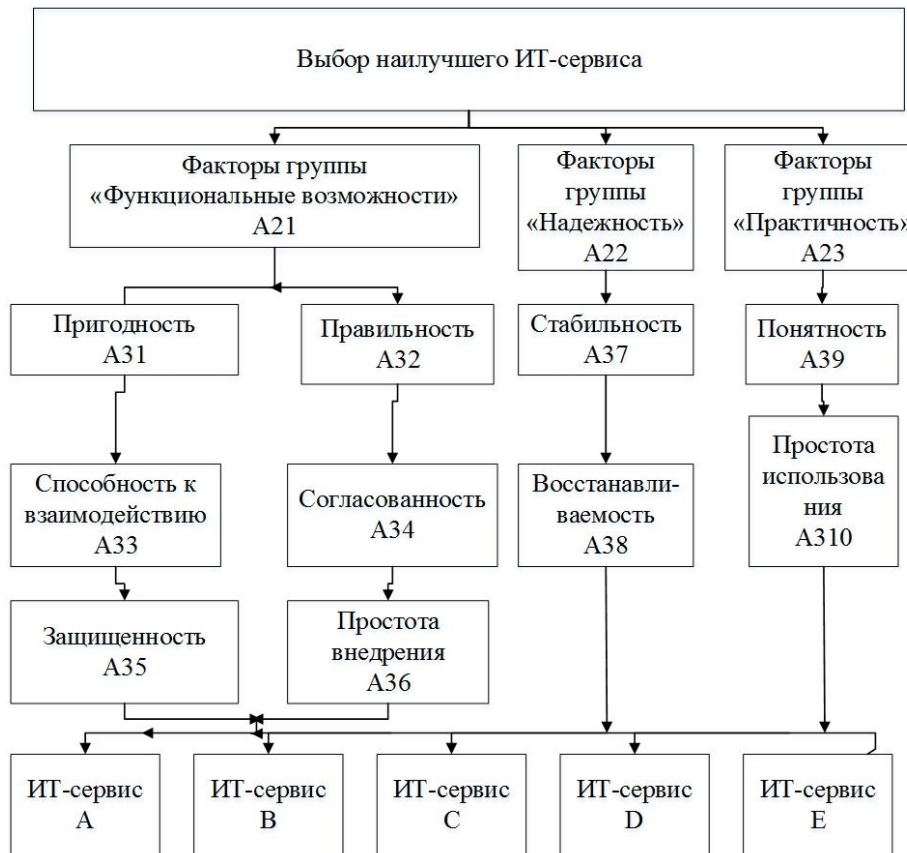 Выбор наилучшего ИТ-сервиса
Факторы группы
«Функциональные возможности»
А21
Факторы
группы
«Надежность»
А22
Факторы
группы
«Практичность»
А23
Пригодность
А31
Правильность
А32
Стабильность
А37
Понятность
А39
Способность к
взаимодействию
А33
Согласованность
А34
Восстанавли-
ваемость
А38
Простота
использова
ния
А310
Защищенность
А35
Простота
внедрения
А36
ИТ-сервис
A
ИТ-сервис
B
ИТ-сервис
C
ИТ-сервис
D
ИТ-сервис
E